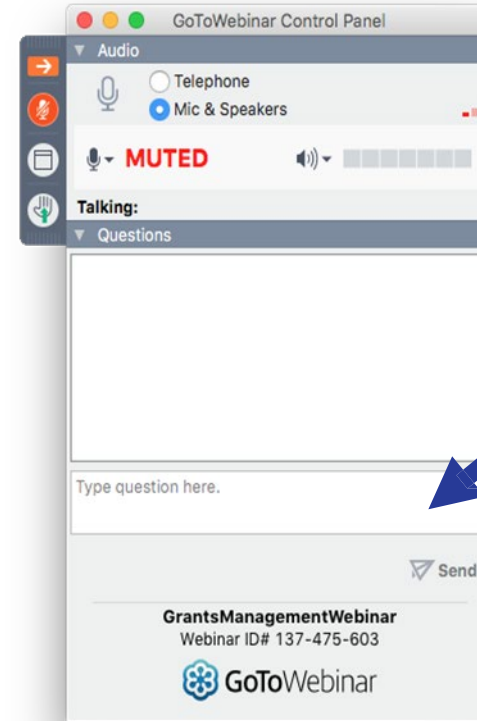 GoToWebinar Control Panel
Audio
Telephone
Mic & Speakers
MUTED
Talking:
Questions
Type question here.
Send
GrantsManagementWebinar
Webinar ID# 137-475-603
GoToWebinar